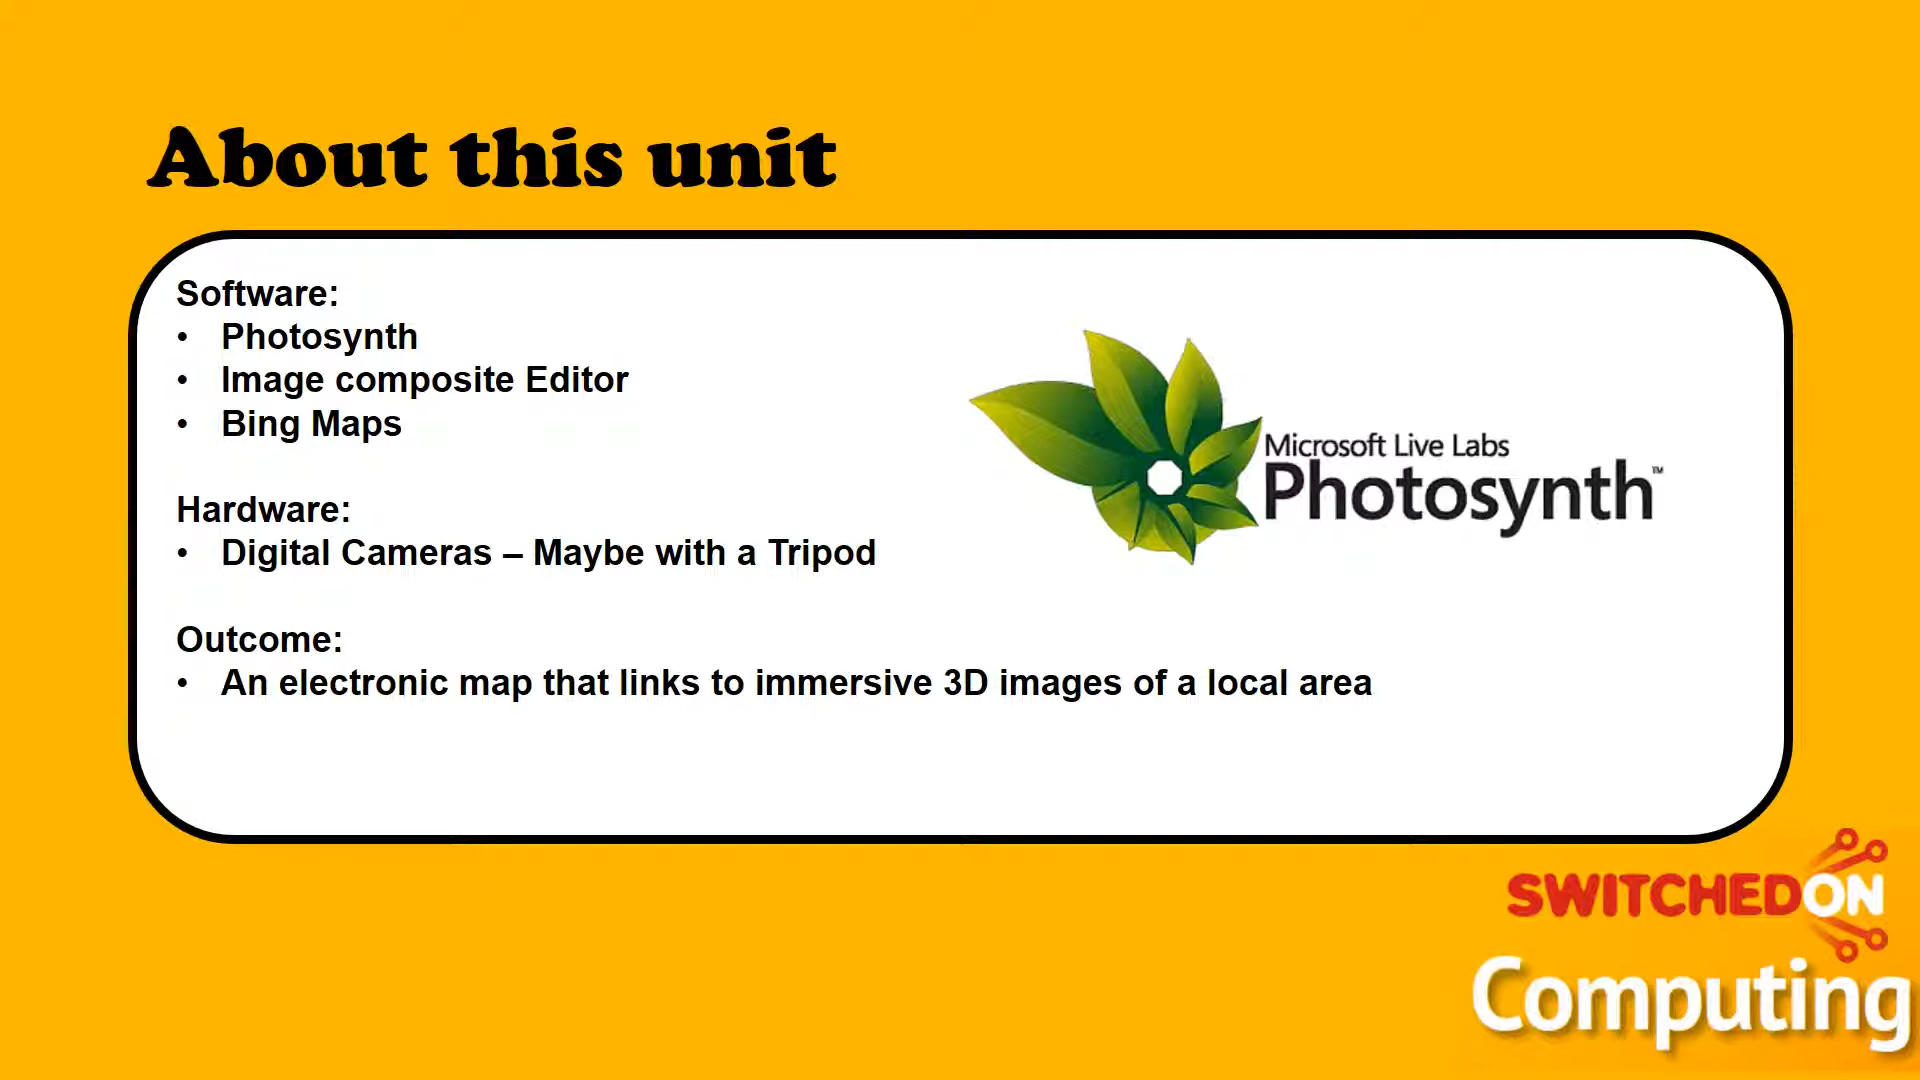 About this unit
Software:
• Photosynth
• Image composite Editor
• Bing Maps
Hardware:
• Digital Cameras – Maybe with a Tripod
Outcome:
• An electronic map that links to immersive 3D images of a local area
Microsoft Live Labs
Photosynth™
SWITCHEDON
Computing